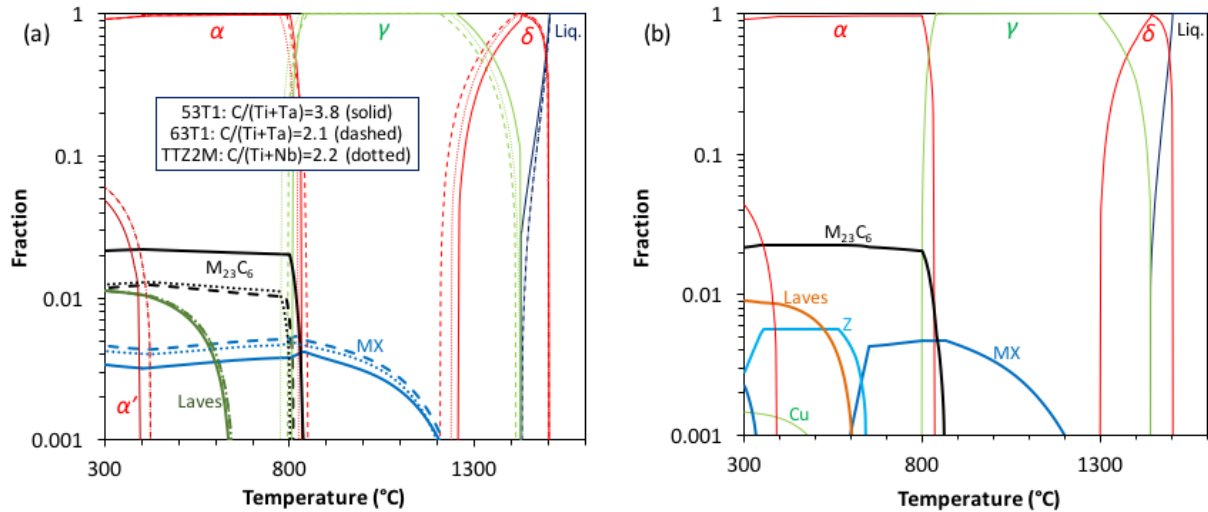 (a)
α
γ
δ
Liq.
53T1: C/(Ti+Ta)=3.8 (solid)
63T1: C/(Ti+Ta)=2.1 (dashed)
TTZ2M: C/(Ti+Nb)=2.2 (dotted)
M₂₃C₆
MX
Laves
α′
1
0.1
0.01
0.001
Fraction
300
800
1300
Temperature (°C)
(b)
α
γ
δ
Liq.
M₂₃C₆
Laves
Z
MX
Cu
1
0.1
0.01
0.001
Fraction
300
800
1300
Temperature (°C)